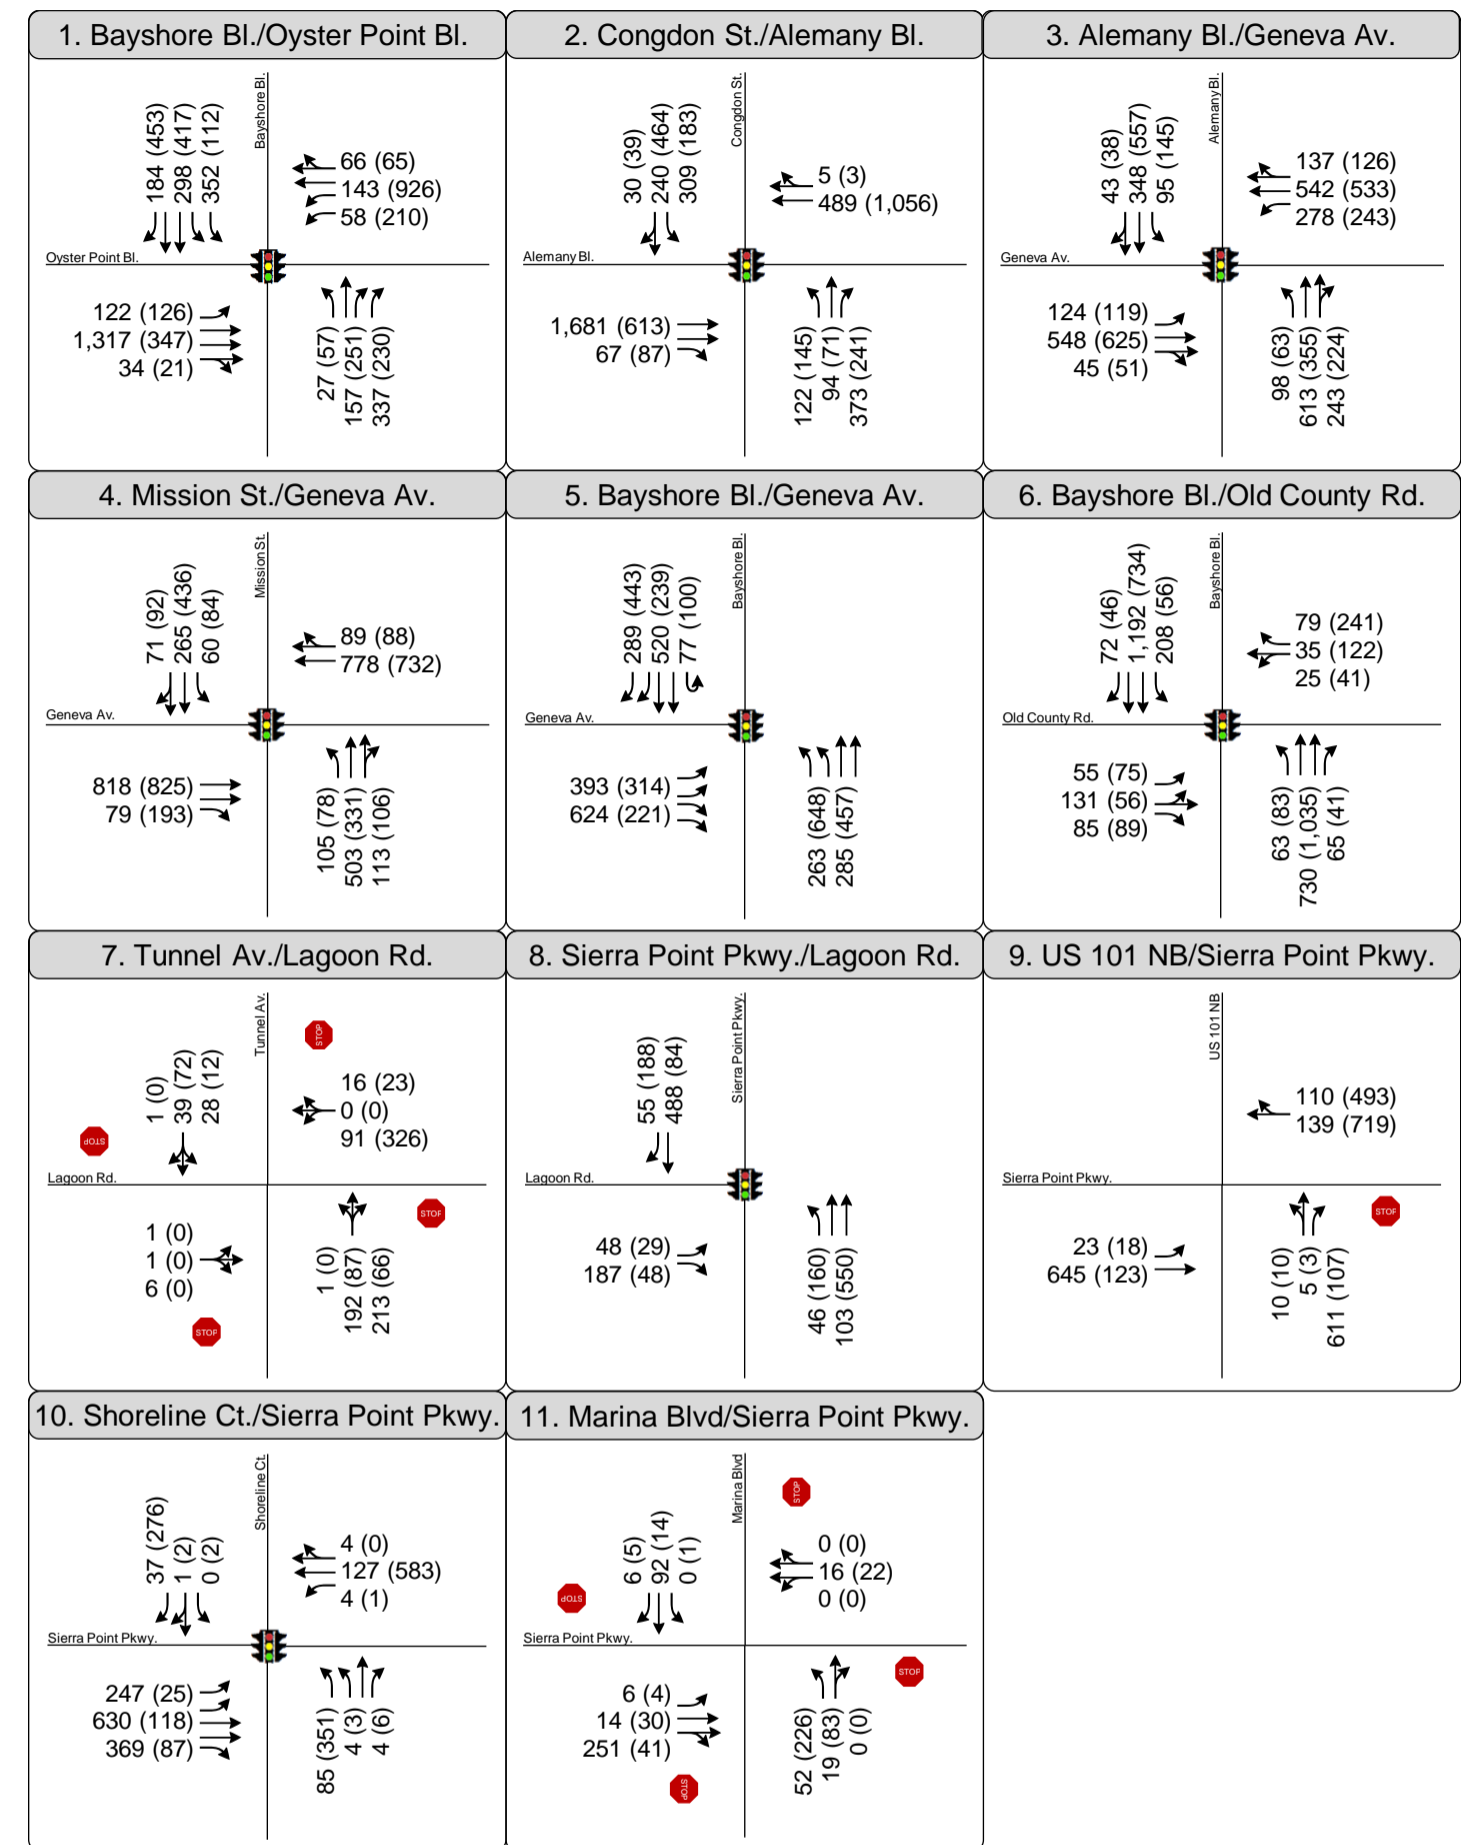 1. Bayshore Bl./Oyster Point Bl.
184 (453)
298 (417)
352 (112)
Bayshore Bl.
66 (65)
143 (926)
58 (210)
Oyster Point Bl.
122 (126)
1,317 (347)
34 (21)
27 (57)
157 (251)
337 (230)
2. Congdon St./Alemany Bl.
30 (39)
240 (464)
309 (183)
Congdon St.
5 (3)
489 (1,056)
Alemany Bl.
1,681 (613)
67 (87)
122 (145)
94 (71)
373 (241)
3. Alemany Bl./Geneva Av.
43 (38)
348 (557)
95 (145)
Alemany Bl.
137 (126)
542 (533)
278 (243)
Geneva Av.
124 (119)
548 (625)
45 (51)
98 (63)
613 (355)
243 (224)
4. Mission St./Geneva Av.
71 (92)
265 (436)
60 (84)
Mission St.
89 (88)
778 (732)
Geneva Av.
818 (825)
79 (193)
105 (78)
503 (331)
113 (106)
5. Bayshore Bl./Geneva Av.
289 (443)
520 (239)
77 (100)
Bayshore Bl.
Geneva Av.
393 (314)
624 (221)
263 (648)
285 (457)
6. Bayshore Bl./Old County Rd.
72 (46)
1,192 (734)
208 (56)
Bayshore Bl.
79 (241)
35 (122)
25 (41)
Old County Rd.
55 (75)
131 (56)
85 (89)
63 (83)
730 (1,035)
65 (41)
7. Tunnel Av./Lagoon Rd.
1 (0)
39 (72)
28 (12)
Tunnel Av.
STOP
16 (23)
0 (0)
91 (326)
STOP
Lagoon Rd.
STOP
1 (0)
1 (0)
6 (0)
1 (0)
192 (87)
213 (66)
STOP
8. Sierra Point Pkwy./Lagoon Rd.
55 (188)
488 (84)
Sierra Point Pkwy.
Lagoon Rd.
48 (29)
187 (48)
46 (160)
103 (550)
9. US 101 NB/Sierra Point Pkwy.
US 101 NB
110 (493)
139 (719)
Sierra Point Pkwy.
STOP
23 (18)
645 (123)
10 (10)
5 (3)
611 (107)
10. Shoreline Ct./Sierra Point Pkwy.
37 (276)
1 (2)
0 (2)
Shoreline Ct.
4 (0)
127 (583)
4 (1)
Sierra Point Pkwy.
247 (25)
630 (118)
369 (87)
85 (351)
4 (3)
4 (6)
11. Marina Blvd/Sierra Point Pkwy.
6 (5)
92 (14)
0 (1)
Marina Blvd
STOP
0 (0)
16 (22)
0 (0)
STOP
Sierra Point Pkwy.
STOP
6 (4)
14 (30)
251 (41)
52 (226)
19 (83)
0 (0)
STOP